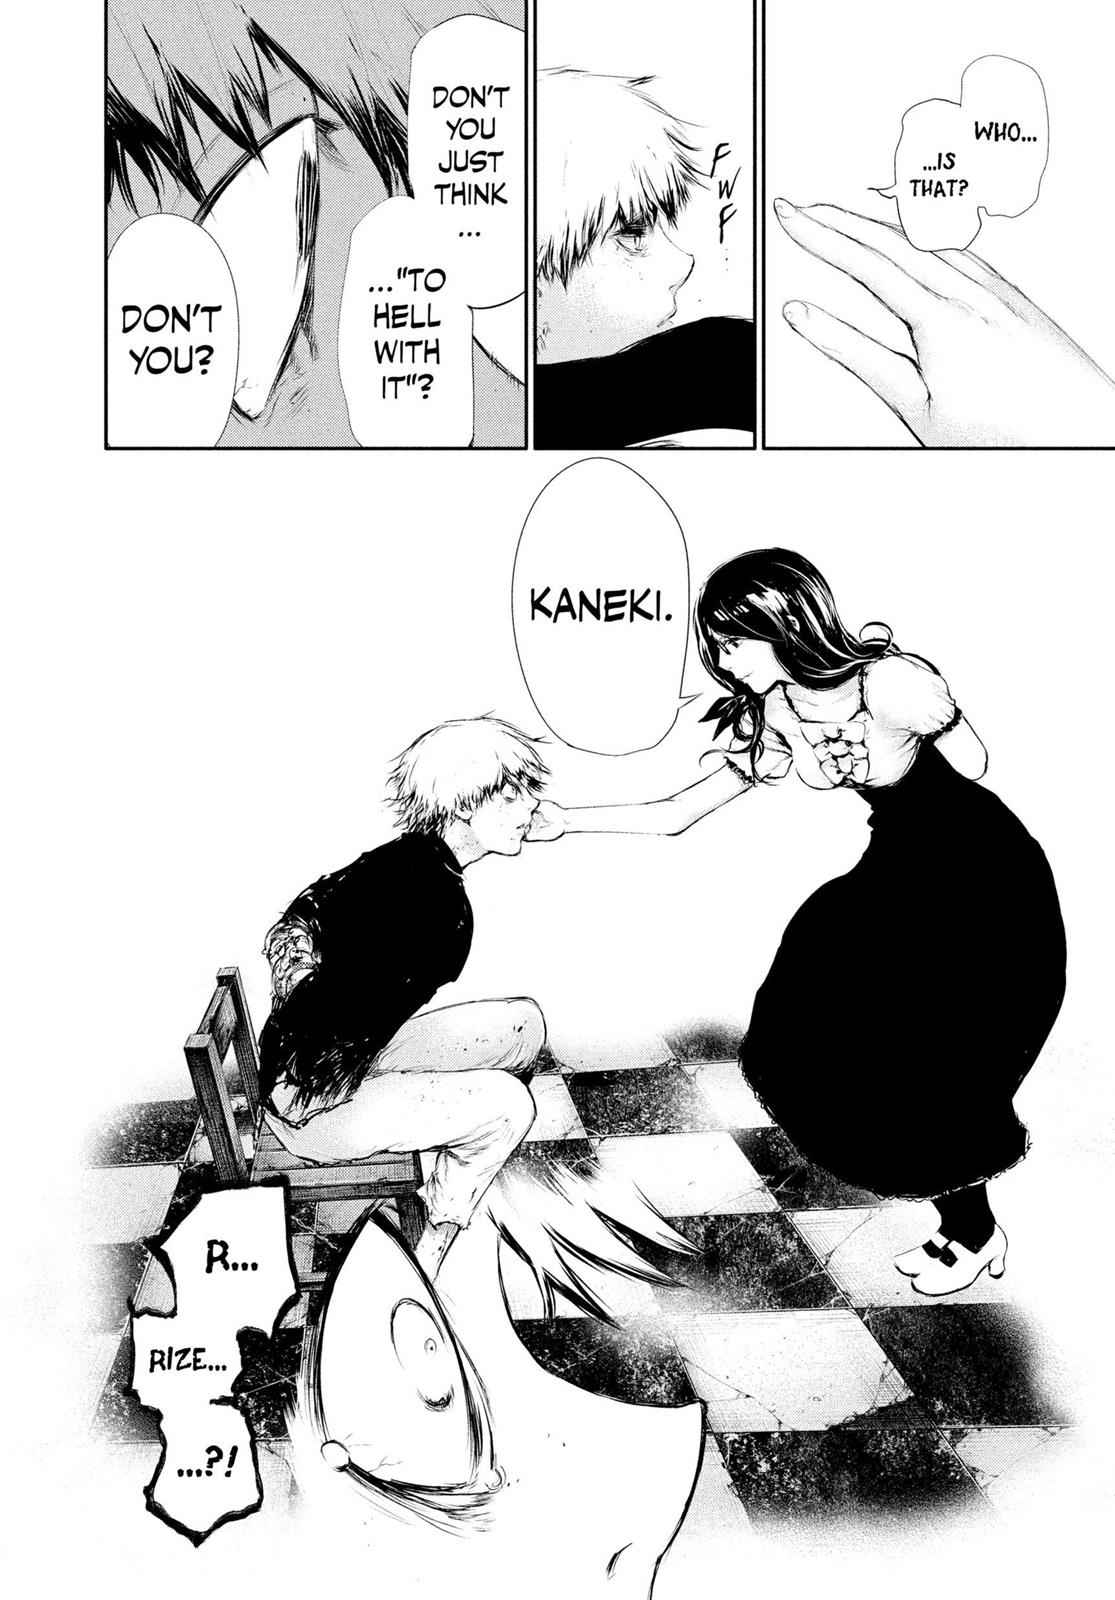 WHO...
...IS
THAT?
FWF
DON'T
YOU
JUST
THINK
...
..."TO
HELL
WITH
IT"?
DON'T
YOU?
KANEKI.
R...
RIZE...
...?!